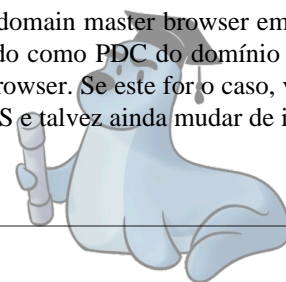 domain master browser em
do como PDC do domínio
rowser. Se este for o caso, v
S e talvez ainda mudar de i